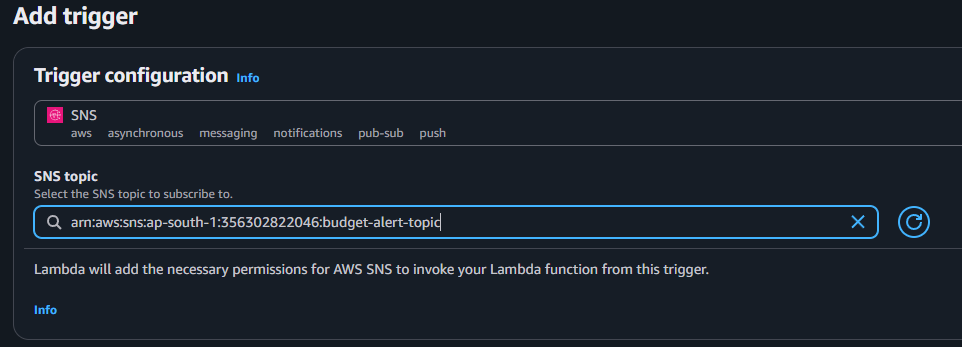 Add trigger
Trigger configuration Info
SNS
aws asynchronous messaging notifications pub-sub push
SNS topic
Select the SNS topic to subscribe to.
arn:aws:sns:ap-south-1:356302822046:budget-alert-topic
Lambda will add the necessary permissions for AWS SNS to invoke your Lambda function from this trigger.
Info